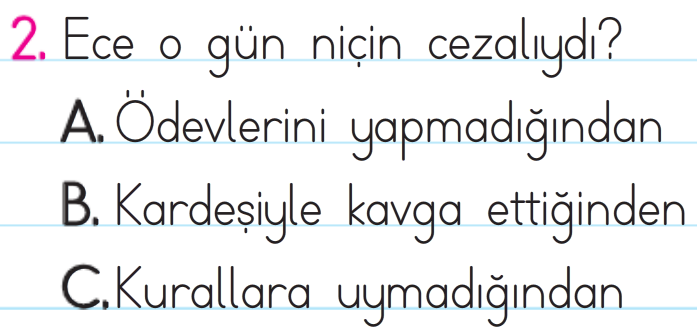 2. Ece o gün niçin cezalıydı?
A. Ödevlerini yapmadığından
B. Kardeşiyle kavga ettiğinden
C. Kurallara uymadığından